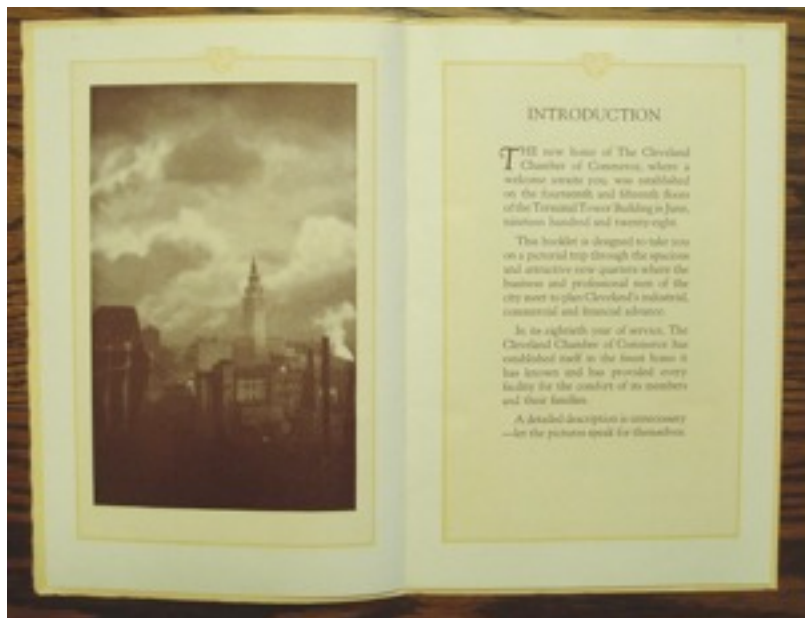 INTRODUCTION
THE new home of The Cleveland
Chamber of Commerce, where a
welcome awaits you, was established
on the fourteenth and fifteenth floors
of the Terminal Tower Building in June,
nineteen hundred and twenty-eight.
This booklet is designed to take you
on a pictorial trip through the spacious
and attractive new quarters where the
business and professional men of the
city meet to plan Cleveland's industrial,
commercial and financial advance.
In its eightieth year of service, The
Cleveland Chamber of Commerce has
established itself in the finest home it
has known and has provided every
facility for the comfort of its members
and their families.
A detailed description is unnecessary
—let the pictures speak for themselves.